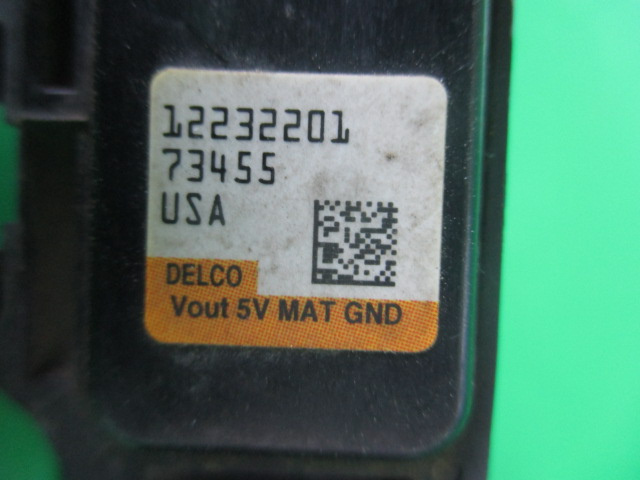 12232201
73455
USA
DELCO
Vout 5V MAT GND